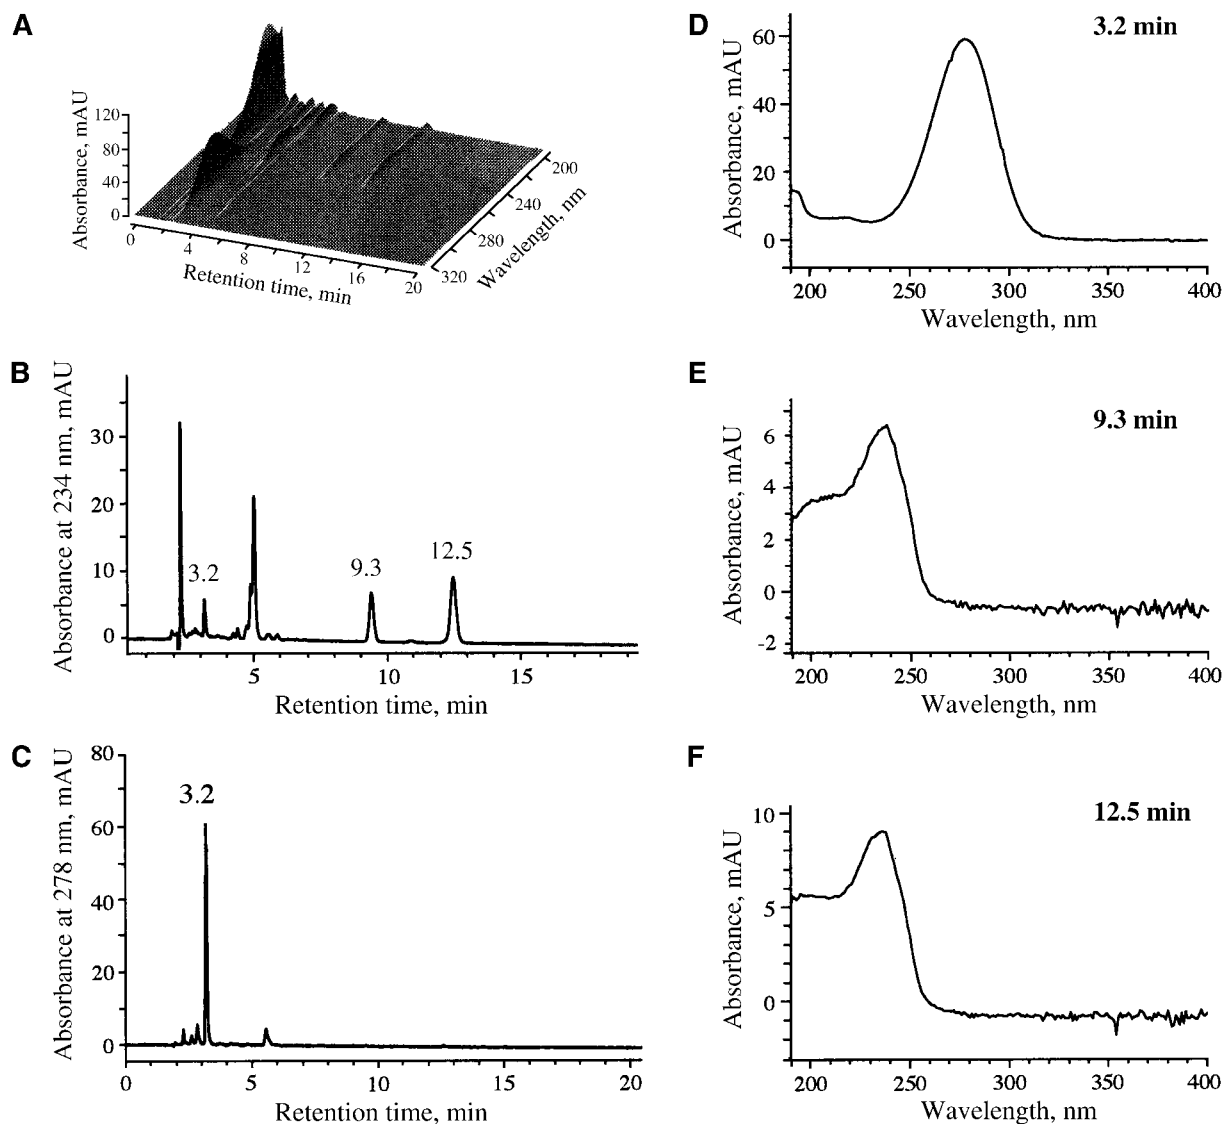 A
Absorbance, mAU
120
80
40
0
0
4
8
12
16
20
Retention time, min
200
240
280
320
Wavelength, nm
B
Absorbance at 234 nm, mAU
30
20
10
0
3.2
9.3
12.5
5
10
15
Retention time, min
C
Absorbance at 278 nm, mAU
80
60
40
20
0
3.2
0
5
10
15
20
Retention time, min
D
3.2 min
Absorbance, mAU
60
40
20
0
200
250
300
350
400
Wavelength, nm
E
9.3 min
Absorbance, mAU
6
4
2
0
-2
200
250
300
350
400
Wavelength, nm
F
12.5 min
Absorbance, mAU
10
5
0
200
250
300
350
400
Wavelength, nm